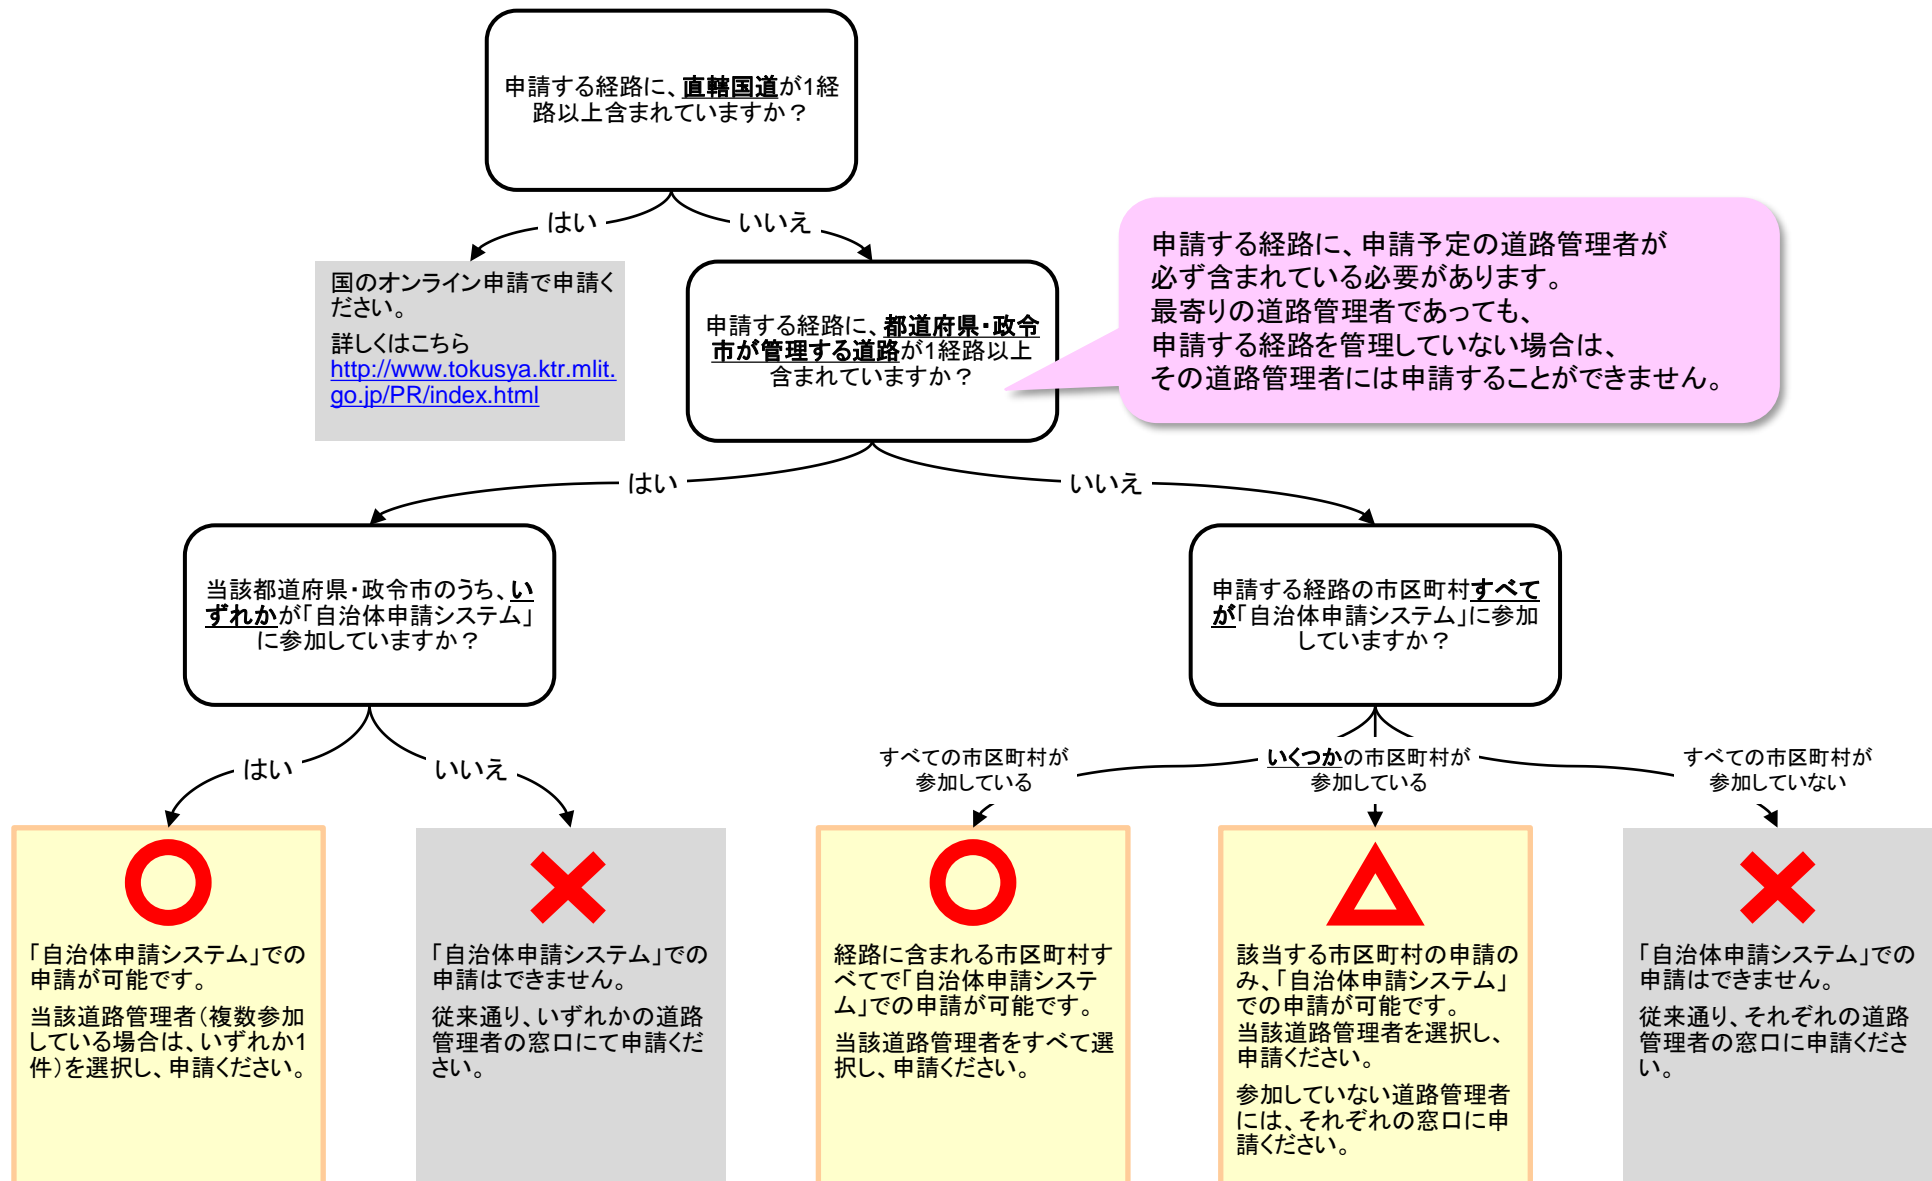 申請する経路に、直轄国道が1経
路以上含まれていますか？
はい
いいえ
国のオンライン申請で申請く
ださい。
詳しくはこちら
http://www.tokusya.ktr.mlit.
go.jp/PR/index.html
申請する経路に、都道府県・政令
市が管理する道路が1経路以上
含まれていますか？
申請する経路に、申請予定の道路管理者が
必ず含まれている必要があります。
最寄りの道路管理者であっても、
申請する経路を管理していない場合は、
その道路管理者には申請することができません。
はい
いいえ
当該都道府県・政令市のうち、い
ずれかが「自治体申請システム」
に参加していますか？
申請する経路の市区町村すべて
が「自治体申請システム」に参加
していますか？
はい
いいえ
すべての市区町村が
参加している
いくつかの市区町村が
参加している
すべての市区町村が
参加していない
「自治体申請システム」での
申請が可能です。
当該道路管理者（複数参加
している場合は、いずれか1
件）を選択し、申請ください。
「自治体申請システム」での
申請はできません。
従来通り、いずれかの道路
管理者の窓口にて申請くだ
さい。
経路に含まれる市区町村す
べてで「自治体申請システ
ム」での申請が可能です。
当該道路管理者をすべて選
択し、申請ください。
該当する市区町村の申請の
み、「自治体申請システム」
での申請が可能です。
当該道路管理者を選択し、
申請ください。
参加していない道路管理者
には、それぞれの窓口に申
請ください。
「自治体申請システム」での
申請はできません。
従来通り、それぞれの道路
管理者の窓口に申請くださ
い。